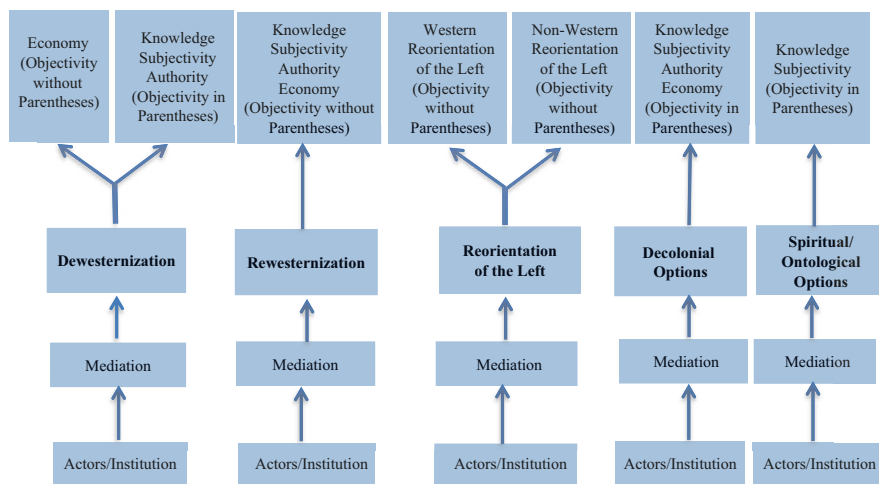 Economy
(Objectivity
without
Parentheses)
Knowledge
Subjectivity
Authority
(Objectivity in
Parentheses)
Knowledge
Subjectivity
Authority
Economy
(Objectivity without
Parentheses)
Western
Reorientation
of the Left
(Objectivity
without
Parentheses)
Non-Western
Reorientation
of the Left
(Objectivity
without
Parentheses)
Knowledge
Subjectivity
Authority
Economy
(Objectivity in
Parentheses)
Knowledge
Subjectivity
(Objectivity in
Parentheses)
Dewesternization
Rewesternization
Reorientation
of the Left
Decolonial
Options
Spiritual/
Ontological
Options
Mediation
Mediation
Mediation
Mediation
Mediation
Actors/Institution
Actors/Institution
Actors/Institution
Actors/Institution
Actors/Institution